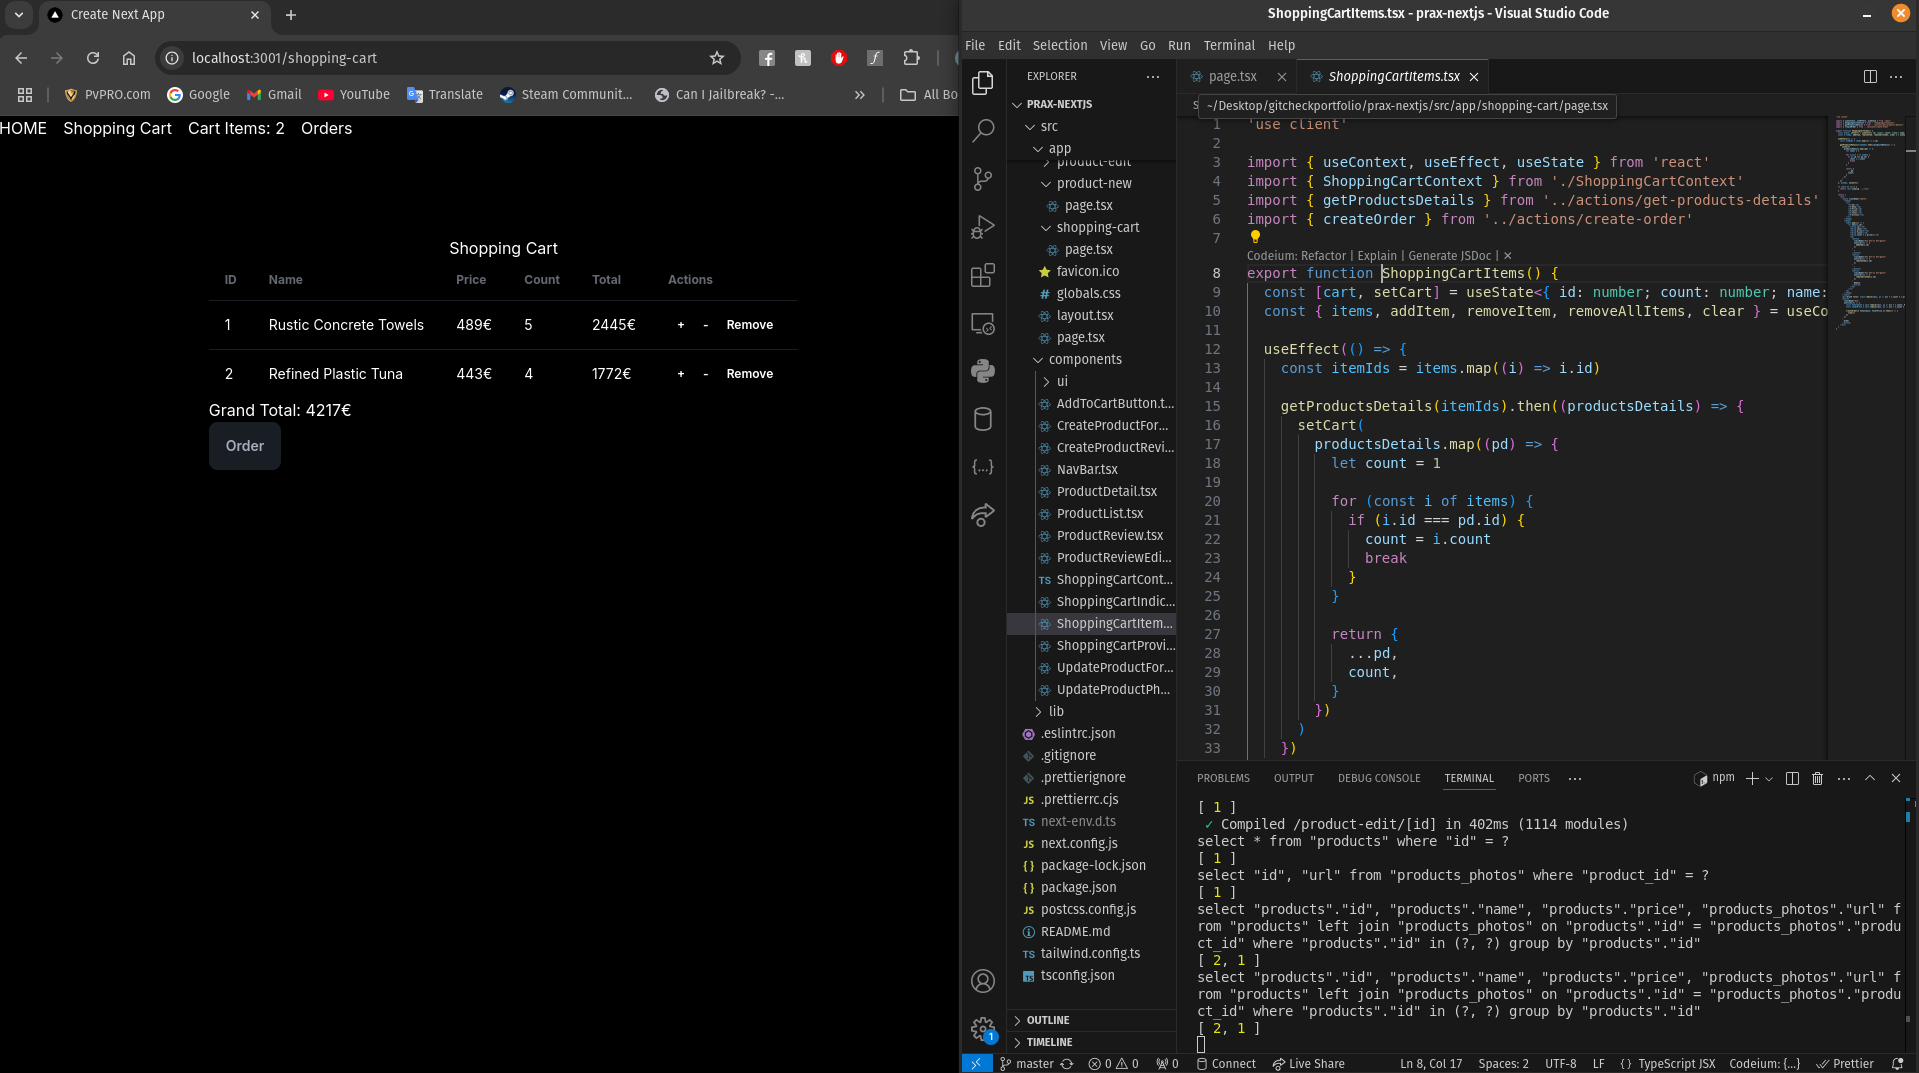 Create Next App
localhost:3001/shopping-cart
PvPRO.com
Google
Gmail
YouTube
Translate
Steam Communit...
Can I Jailbreak? -...
All Bo
HOME
Shopping Cart
Cart Items: 2
Orders
Shopping Cart
ID Name Price Count Total Actions
1 Rustic Concrete Towels 489€ 5 2445€ + - Remove
2 Refined Plastic Tuna 443€ 4 1772€ + - Remove
Grand Total: 4217€
Order
ShoppingCartItems.tsx - prax-nextjs - Visual Studio Code
File Edit Selection View Go Run Terminal Help
EXPLORER
PRAX-NEXTJS
src
app
product-edit
product-new
page.tsx
shopping-cart
page.tsx
favicon.ico
globals.css
layout.tsx
page.tsx
components
ui
AddToCartButton.t...
CreateProductFor...
CreateProductRevi...
NavBar.tsx
ProductDetail.tsx
ProductList.tsx
ProductReview.tsx
ProductReviewEdi...
ShoppingCartCont...
ShoppingCartIndic...
ShoppingCartItem...
ShoppingCartProvi...
UpdateProductFor...
UpdateProductPh...
lib
.eslintrc.json
.gitignore
.prettierignore
.prettierrc.cjs
next-env.d.ts
next.config.js
package-lock.json
package.json
postcss.config.js
README.md
tailwind.config.ts
tsconfig.json
OUTLINE
TIMELINE
page.tsx
ShoppingCartItems.tsx
~/Desktop/gitcheckportfolio/prax-nextjs/src/app/shopping-cart/page.tsx
1 'use client'
2
3 import { useContext, useEffect, useState } from 'react'
4 import { ShoppingCartContext } from './ShoppingCartContext'
5 import { getProductsDetails } from '../actions/get-products-details'
6 import { createOrder } from '../actions/create-order'
7
Codeium: Refactor | Explain | Generate JSDoc | ×
8 export function ShoppingCartItems() {
9 const [cart, setCart] = useState<{ id: number; count: number; name:
10 const { items, addItem, removeItem, removeAllItems, clear } = useCo
11
12 useEffect(() => {
13 const itemIds = items.map((i) => i.id)
14
15 getProductsDetails(itemIds).then((productsDetails) => {
16 setCart(
17 productsDetails.map((pd) => {
18 let count = 1
19
20 for (const i of items) {
21 if (i.id === pd.id) {
22 count = i.count
23 break
24 }
25 }
26
27 return {
28 ...pd,
29 count,
30 }
31 })
32 )
33 })
PROBLEMS OUTPUT DEBUG CONSOLE TERMINAL PORTS
npm
[ 1 ]
✓ Compiled /product-edit/[id] in 402ms (1114 modules)
select * from "products" where "id" = ?
[ 1 ]
select "id", "url" from "products_photos" where "product_id" = ?
[ 1 ]
select "products"."id", "products"."name", "products"."price", "products_photos"."url" f
rom "products" left join "products_photos" on "products"."id" = "products_photos"."produ
ct_id" where "products"."id" in (?, ?) group by "products"."id"
[ 2, 1 ]
select "products"."id", "products"."name", "products"."price", "products_photos"."url" f
rom "products" left join "products_photos" on "products"."id" = "products_photos"."produ
ct_id" where "products"."id" in (?, ?) group by "products"."id"
[ 2, 1 ]
1
master 0 0 0 Connect Live Share Ln 8, Col 17 Spaces: 2 UTF-8 LF { } TypeScript JSX Codeium: {...} Prettier